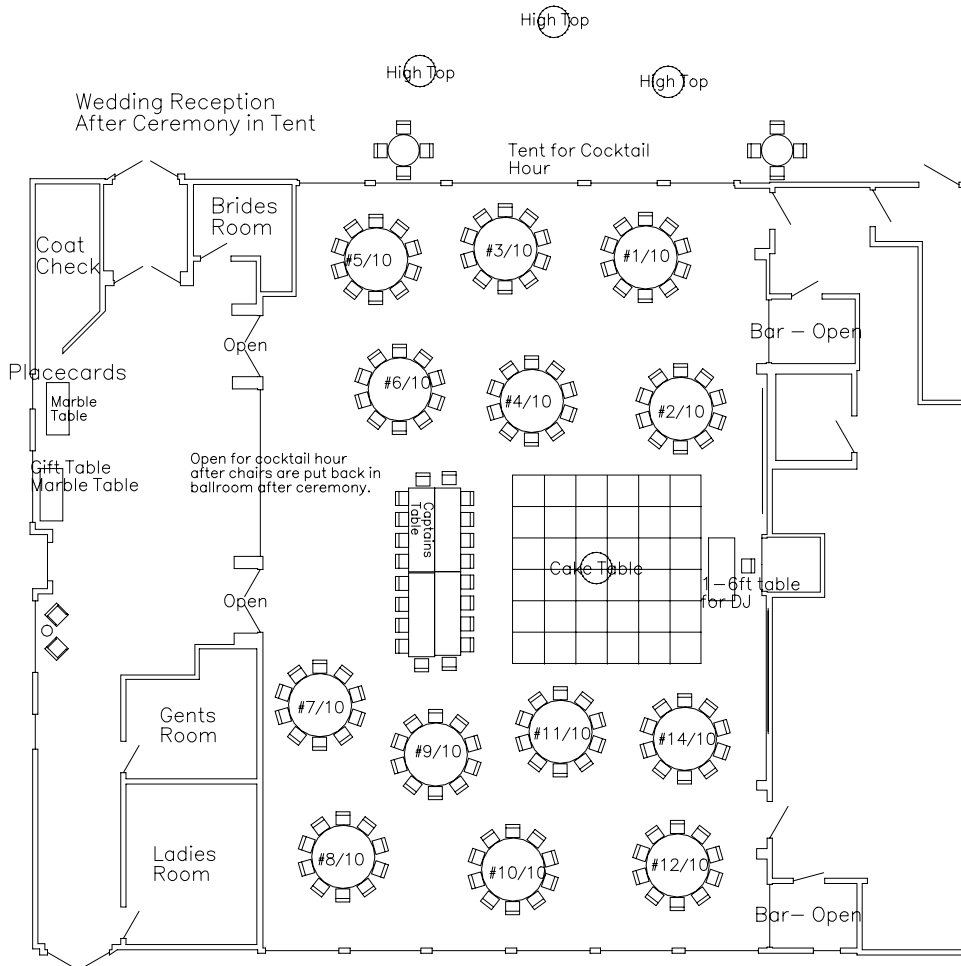 High Top
High Top
High Top
Wedding Reception
After Ceremony in Tent
Tent for Cocktail
Hour
Brides
Room
Coat
Check
#5/10
#3/10
#1/10
Open
Bar - Open
Placecards
Marble
Table
#6/10
#4/10
#2/10
Gift Table
Marble Table
Open for cocktail hour
after chairs are put back in
ballroom after ceremony.
Captains
Table
Cake Table
1-6ft table
for DJ
Open
#7/10
Gents
Room
#9/10
#11/10
#14/10
Ladies
Room
#8/10
#10/10
#12/10
Bar- Open